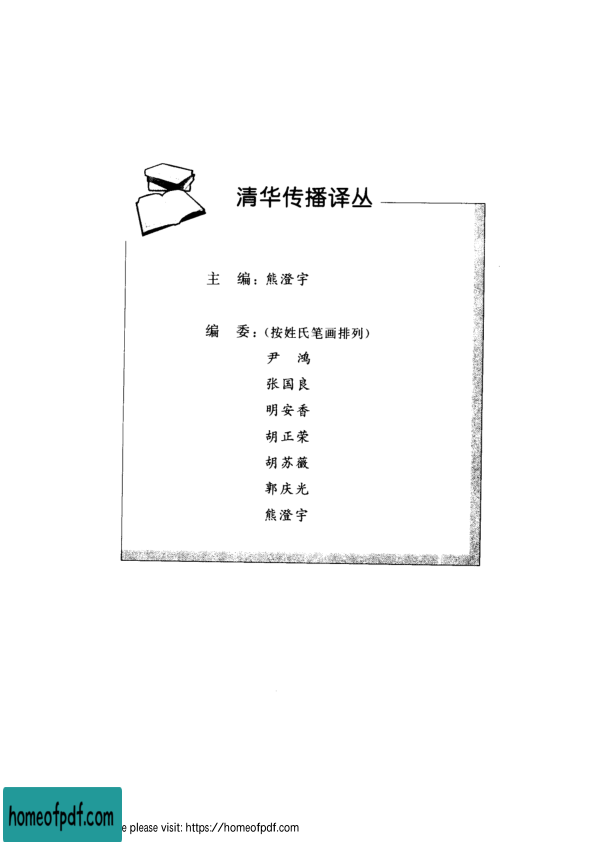 清华传播译丛
主 编：熊澄宇
编 委：（按姓氏笔画排列）
尹 鸿
张国良
明安香
胡正荣
胡苏薇
郭庆光
熊澄宇
homeofpdf.com
e please visit: https://homeofpdf.com